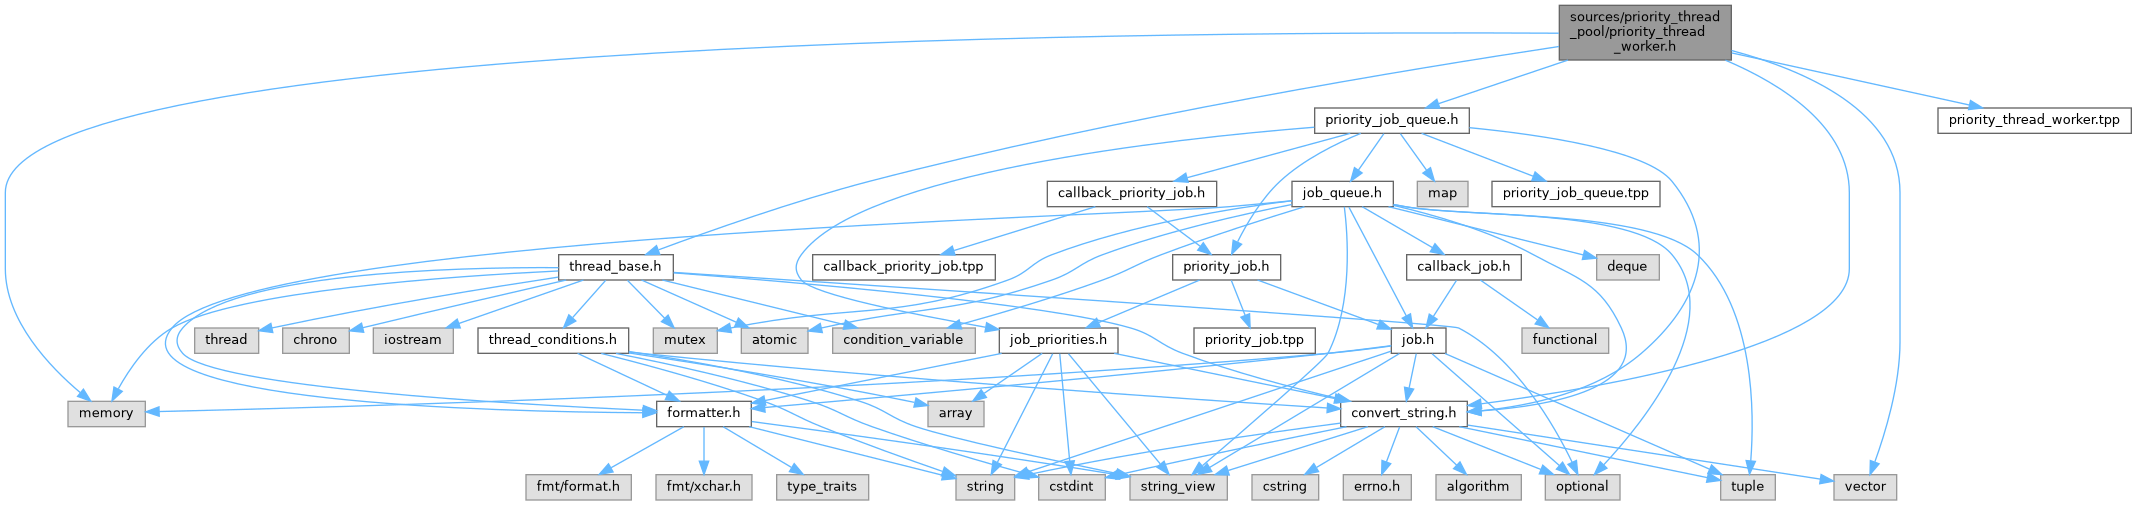 sources/priority_thread
_pool/priority_thread
_worker.h
priority_job_queue.h
priority_thread_worker.tpp
callback_priority_job.h
job_queue.h
map
priority_job_queue.tpp
thread_base.h
callback_priority_job.tpp
priority_job.h
callback_job.h
deque
thread
chrono
iostream
thread_conditions.h
mutex
atomic
condition_variable
job_priorities.h
priority_job.tpp
job.h
functional
memory
formatter.h
array
convert_string.h
fmt/format.h
fmt/xchar.h
type_traits
string
cstdint
string_view
cstring
errno.h
algorithm
optional
tuple
vector